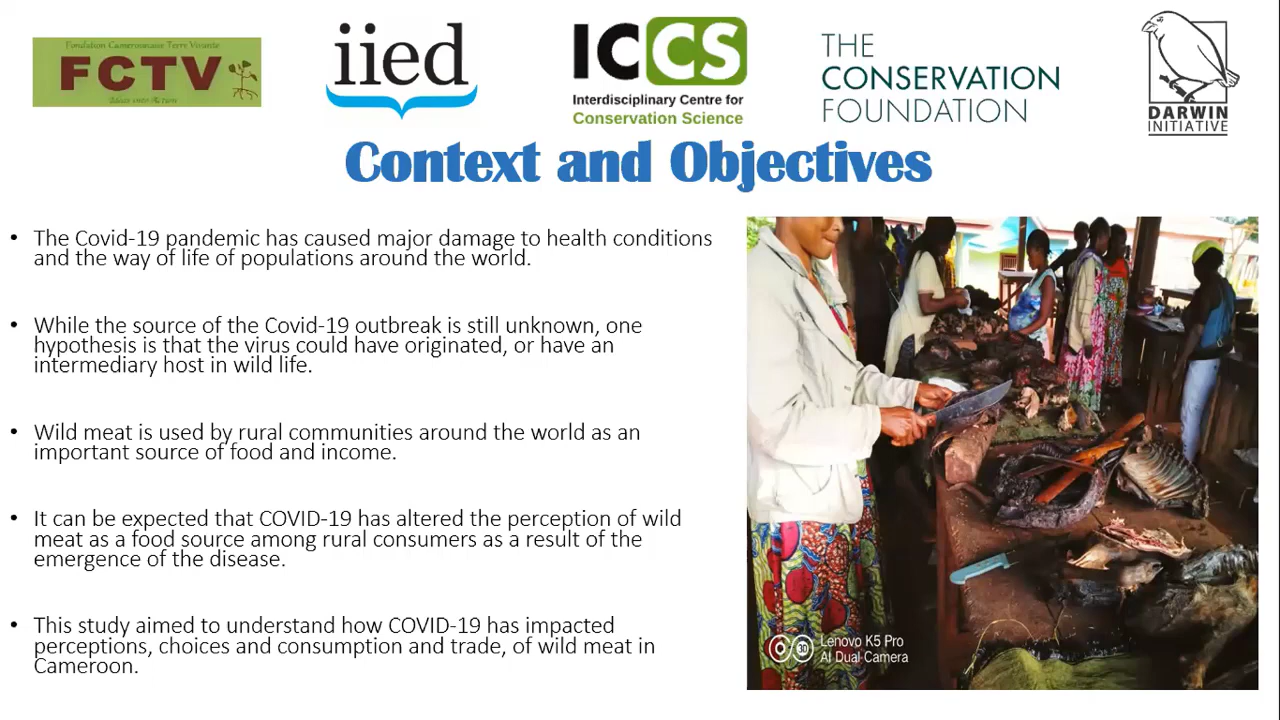 Fondation Camerounaise Terre Vivante
FCTV
Ideas into Action
iied
ICCS
Interdisciplinary Centre for
Conservation Science
THE
CONSERVATION
FOUNDATION
DARWIN
INITIATIVE
Context and Objectives
• The Covid-19 pandemic has caused major damage to health conditions
and the way of life of populations around the world.
• While the source of the Covid-19 outbreak is still unknown, one
hypothesis is that the virus could have originated, or have an
intermediary host in wild life.
• Wild meat is used by rural communities around the world as an
important source of food and income.
• It can be expected that COVID-19 has altered the perception of wild
meat as a food source among rural consumers as a result of the
emergence of the disease.
• This study aimed to understand how COVID-19 has impacted
perceptions, choices and consumption and trade, of wild meat in
Cameroon.
Lenovo K5 Pro
AI Dual Camera